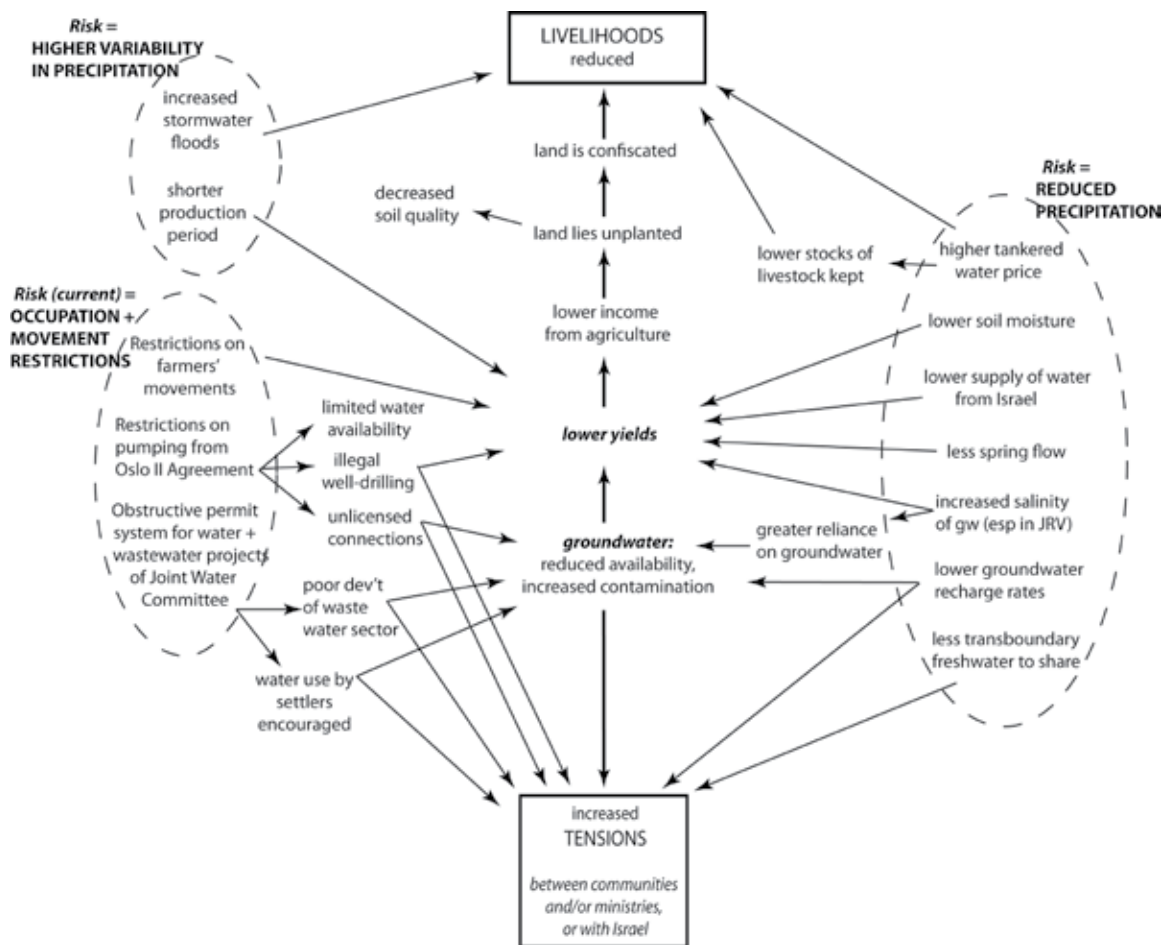 Risk =
HIGHER VARIABILITY
IN PRECIPITATION
increased
stormwater
floods
shorter
production
period
LIVELIHOODS
reduced
land is confiscated
decreased
soil quality
land lies unplanted
lower income
from agriculture
lower stocks of
livestock kept
Risk =
REDUCED
PRECIPITATION
higher tankered
water price
lower soil moisture
lower supply of water
from Israel
less spring flow
increased salinity
of gw (esp in JRV)
greater reliance
on groundwater
lower groundwater
recharge rates
less transboundary
freshwater to share
Risk (current) =
OCCUPATION +
MOVEMENT
RESTRICTIONS
Restrictions on
farmers'
movements
Restrictions on
pumping from
Oslo II Agreement
Obstructive permit
system for water +
wastewater projects
of Joint Water
Committee
limited water
availability
illegal
well-drilling
unlicensed
connections
poor dev't
of waste
water sector
water use by
settlers
encouraged
lower yields
groundwater:
reduced availability,
increased contamination
increased
TENSIONS
between communities
and/or ministries,
or with Israel